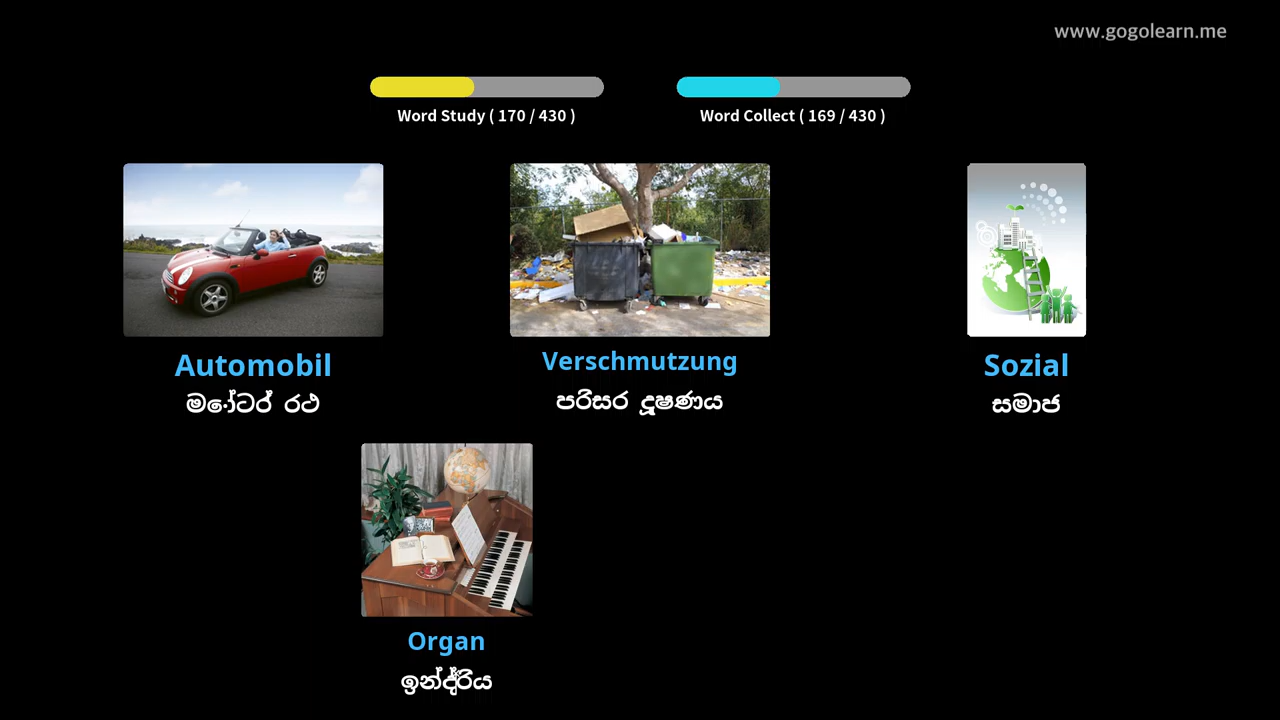 www.gogolearn.me
Word Study ( 170 / 430 )
Word Collect ( 169 / 430 )
Automobil
මෝටර් රථ
Verschmutzung
පරිසර දූෂණය
Sozial
සමාජ
Organ
ඉන්ද්‍රිය